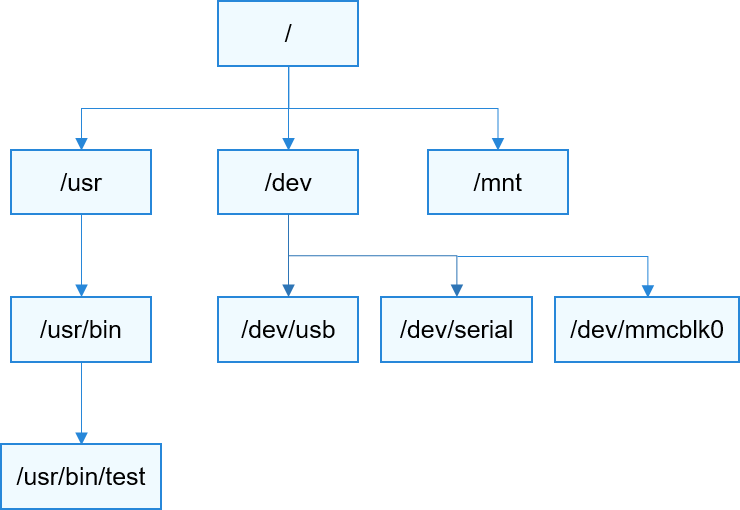 /
/usr
/dev
/mnt
/usr/bin
/dev/usb
/dev/serial
/dev/mmcblk0
/usr/bin/test